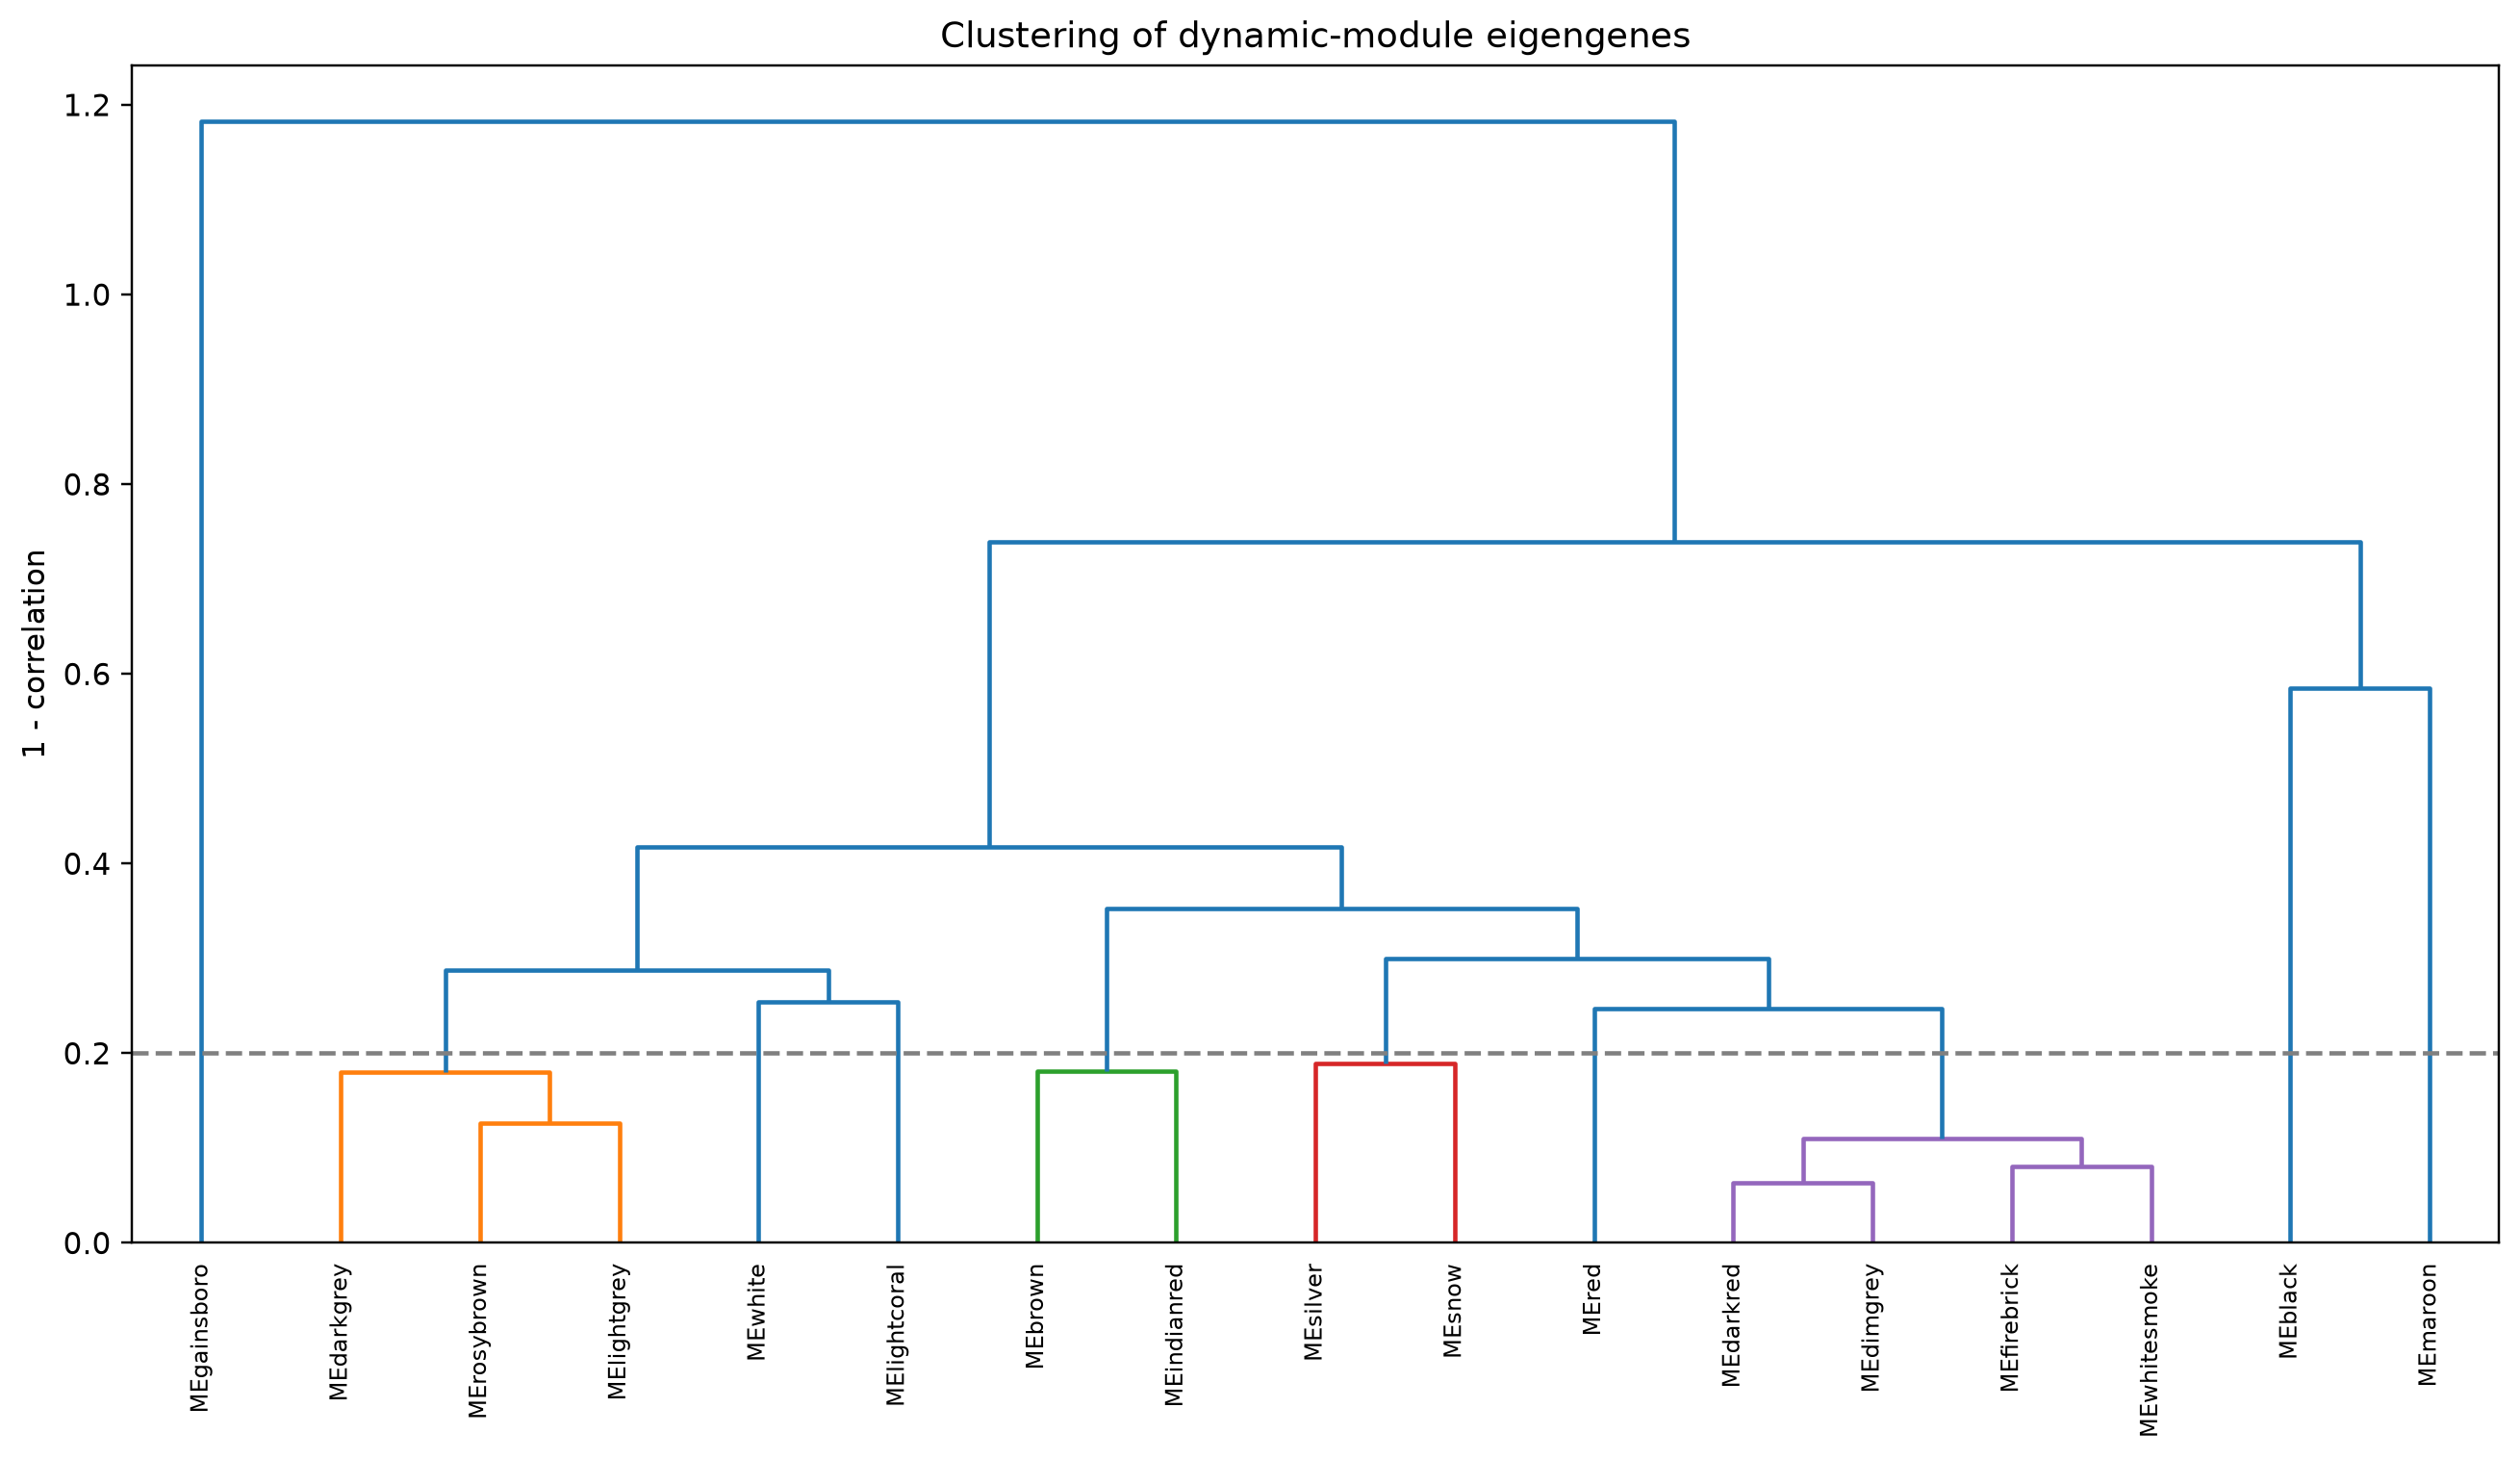 Clustering of dynamic-module eigengenes
1.2
1.0
0.8
0.6
0.4
0.2
0.0
1 - correlation
MEgainsboro
MEdarkgrey
MErosybrown
MElightgrey
MEwhite
MElightcoral
MEbrown
MEindianred
MEsilver
MEsnow
MEred
MEdarkred
MEdimgrey
MEfirebrick
MEwhitesmoke
MEblack
MEmaroon